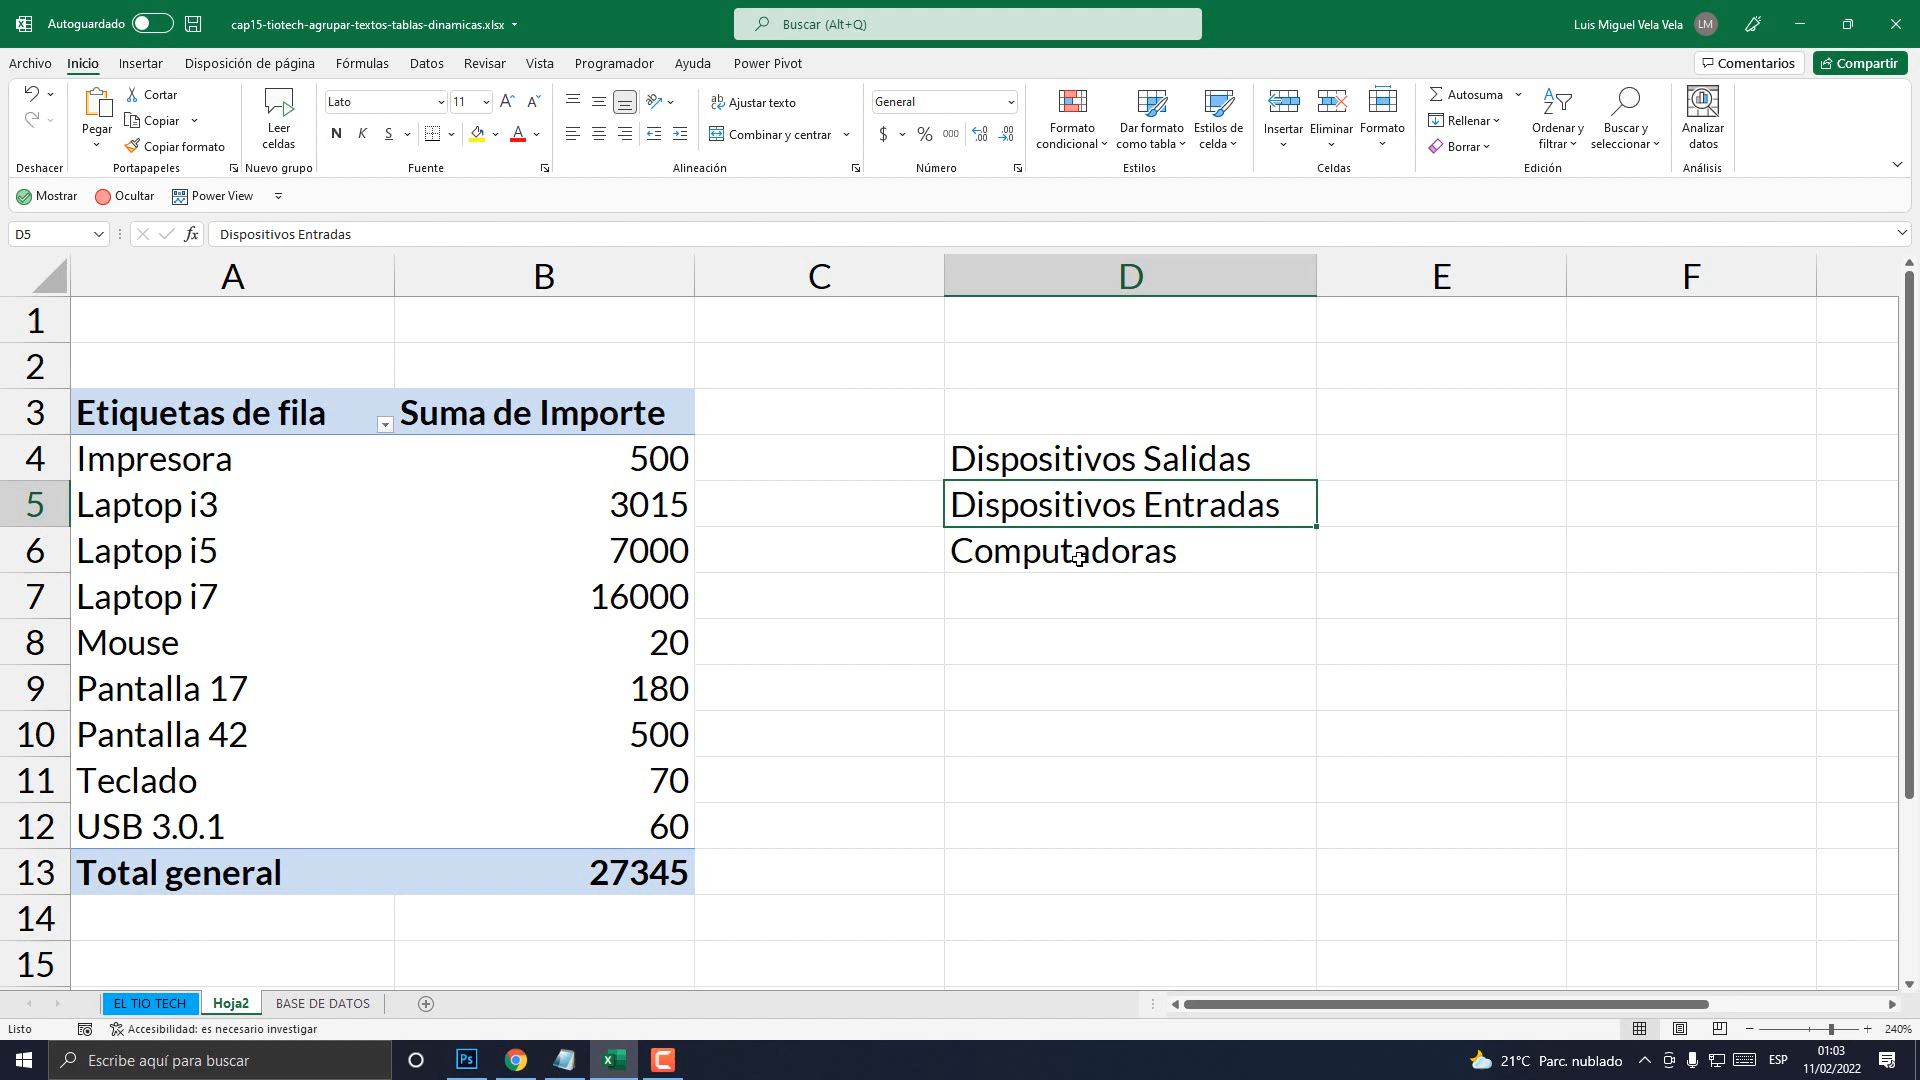 Autoguardado
cap15-tiotech-agrupar-textos-tablas-dinamicas.xlsx
Buscar (Alt+Q)
Luis Miguel Vela Vela LM
Archivo Inicio Insertar Disposición de página Fórmulas Datos Revisar Vista Programador Ayuda Power Pivot
Comentarios Compartir
Deshacer
Pegar
Cortar
Copiar
Copiar formato
Portapapeles
Leer celdas
Nuevo grupo
Lato 11
N K S
Fuente
Ajustar texto
Combinar y centrar
Alineación
General
$ % 000
Número
Formato condicional
Dar formato como tabla
Estilos de celda
Estilos
Insertar
Eliminar
Formato
Celdas
Autosuma
Rellenar
Borrar
Ordenar y filtrar
Buscar y seleccionar
Edición
Analizar datos
Análisis
Mostrar Ocultar Power View
D5 fx Dispositivos Entradas
A B C D E F
1
2
3 Etiquetas de fila Suma de Importe
4 Impresora 500 Dispositivos Salidas
5 Laptop i3 3015 Dispositivos Entradas
6 Laptop i5 7000 Computadoras
7 Laptop i7 16000
8 Mouse 20
9 Pantalla 17 180
10 Pantalla 42 500
11 Teclado 70
12 USB 3.0.1 60
13 Total general 27345
14
15
EL TIO TECH Hoja2 BASE DE DATOS
Listo Accesibilidad: es necesario investigar
240%
Escribe aquí para buscar
Ps
21°C Parc. nublado
ESP
01:03
11/02/2022